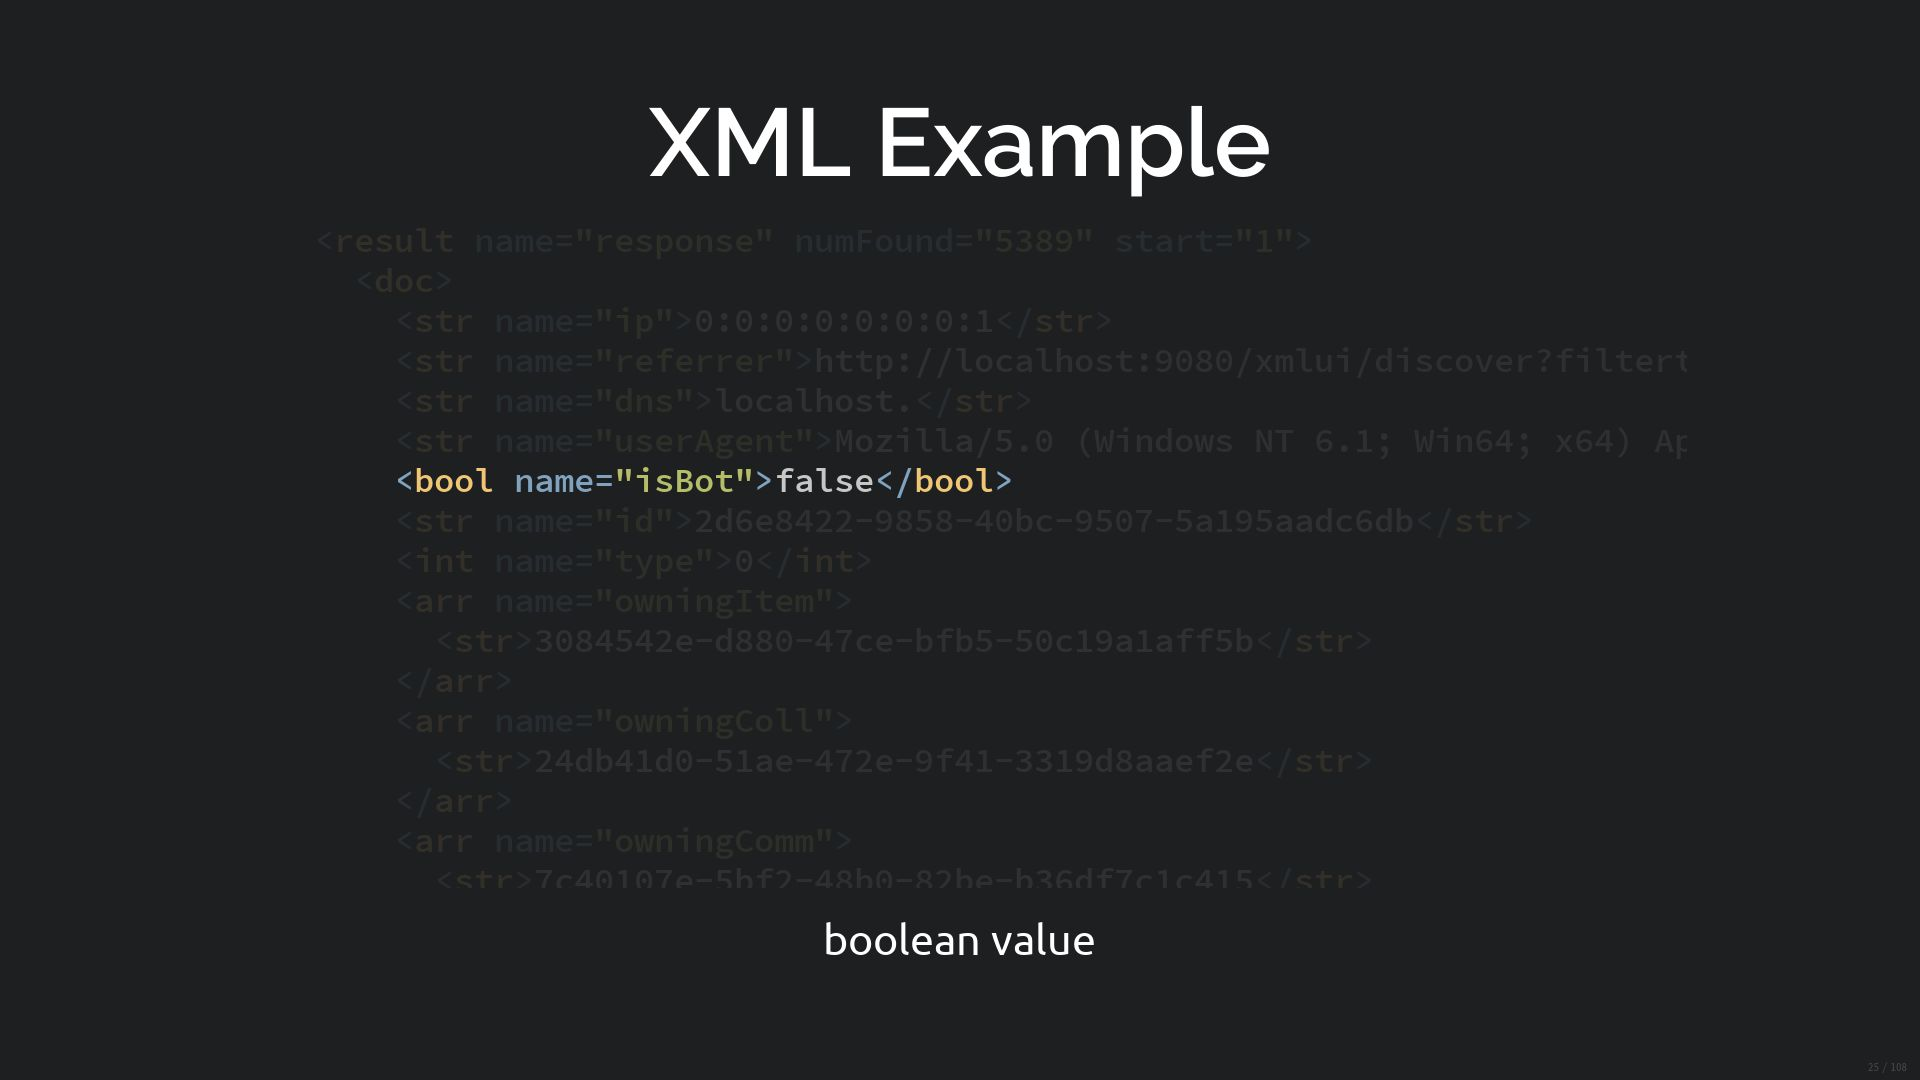 XML Example
<result name="response" numFound="5389" start="1">
<doc>
<str name="ip">0:0:0:0:0:0:0:1</str>
<str name="referrer">http://localhost:9080/xmlui/discover?filtert
<str name="dns">localhost.</str>
<str name="userAgent">Mozilla/5.0 (Windows NT 6.1; Win64; x64) Ap
<bool name="isBot">false</bool>
<str name="id">2d6e8422-9858-40bc-9507-5a195aadc6db</str>
<int name="type">0</int>
<arr name="owningItem">
<str>3084542e-d880-47ce-bfb5-50c19a1aff5b</str>
</arr>
<arr name="owningColl">
<str>24db41d0-51ae-472e-9f41-3319d8aaef2e</str>
</arr>
<arr name="owningComm">
<str>7c40107e-5bf2-48b0-82be-b36df7c1c415</str>
boolean value
25 / 108